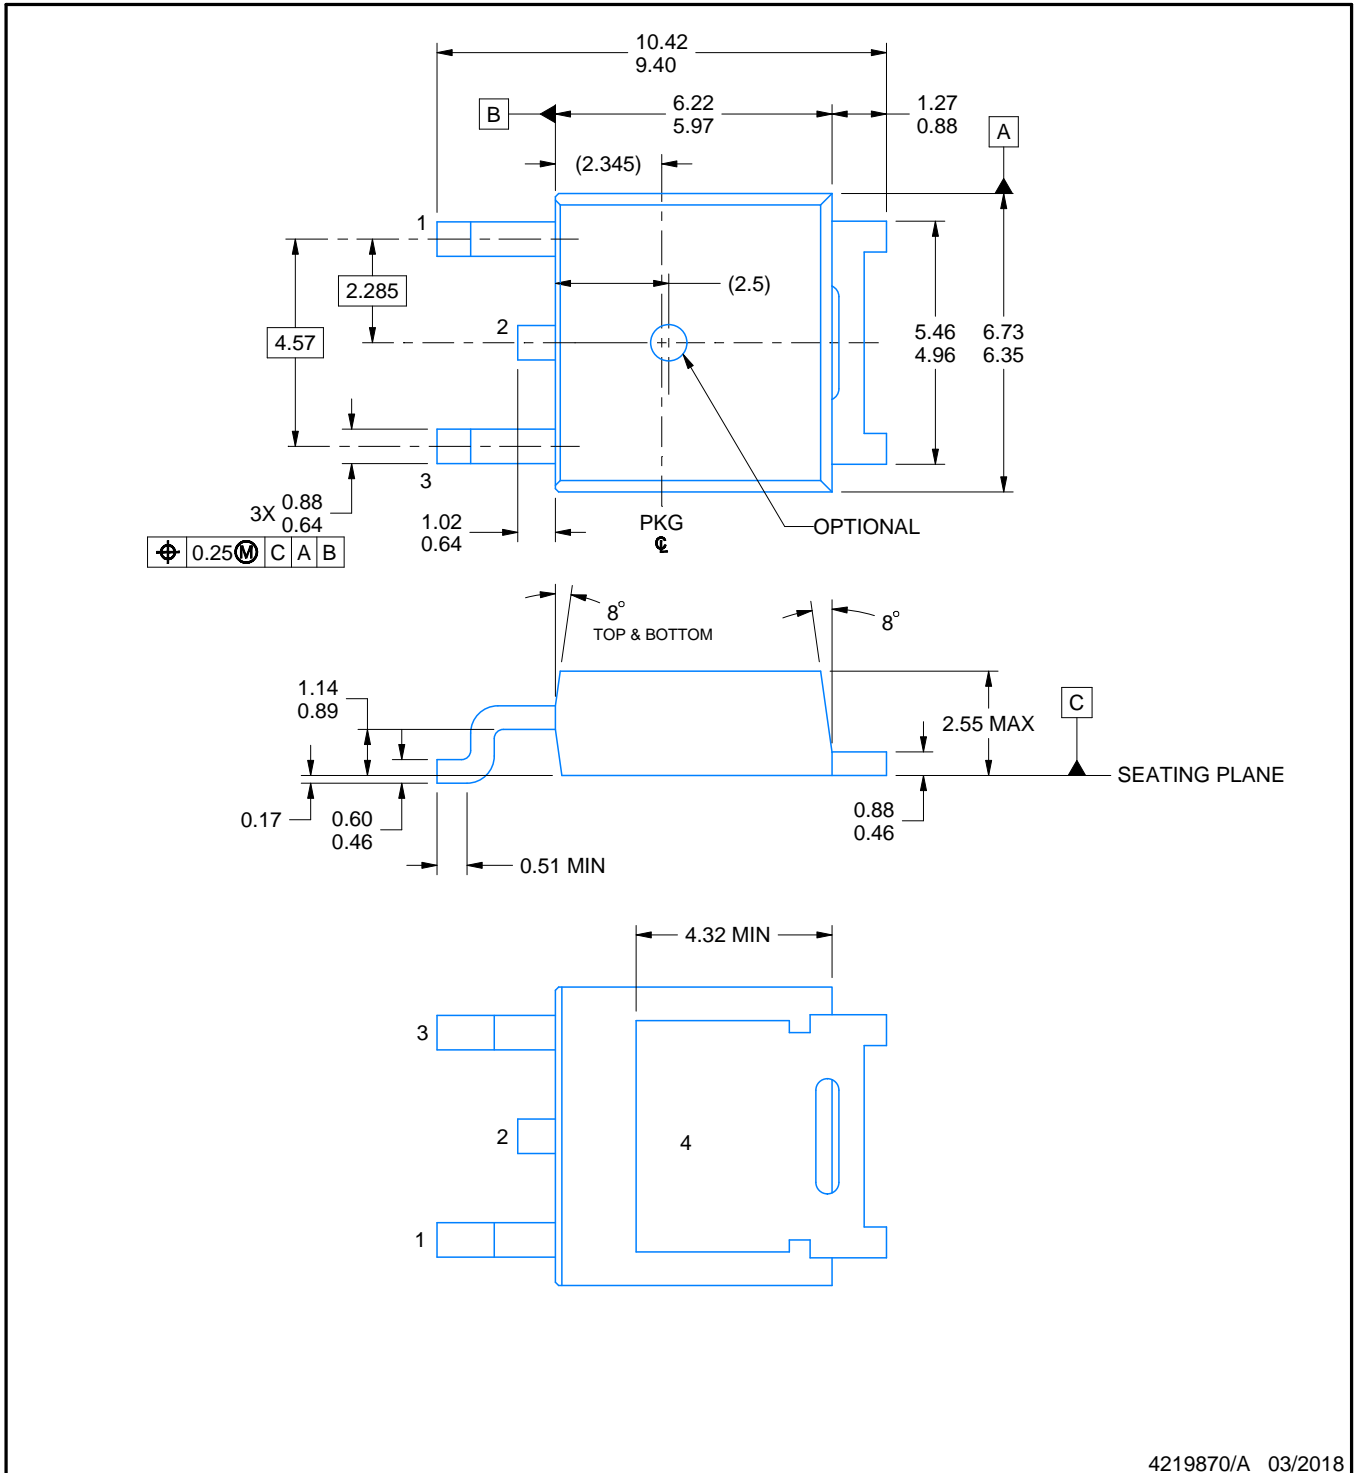 10.42
9.40
B
6.22
5.97
1.27
0.88
A
(2.345)
1
2.285
(2.5)
2
4.57
5.46
4.96
6.73
6.35
3
3X 0.88
0.64
1.02
0.64
PKG
℄
OPTIONAL
⌖ 0.25 Ⓜ C A B
8°
TOP & BOTTOM
8°
1.14
0.89
C
2.55 MAX
SEATING PLANE
0.17
0.60
0.46
0.88
0.46
0.51 MIN
4.32 MIN
3
2
4
1
4219870/A 03/2018